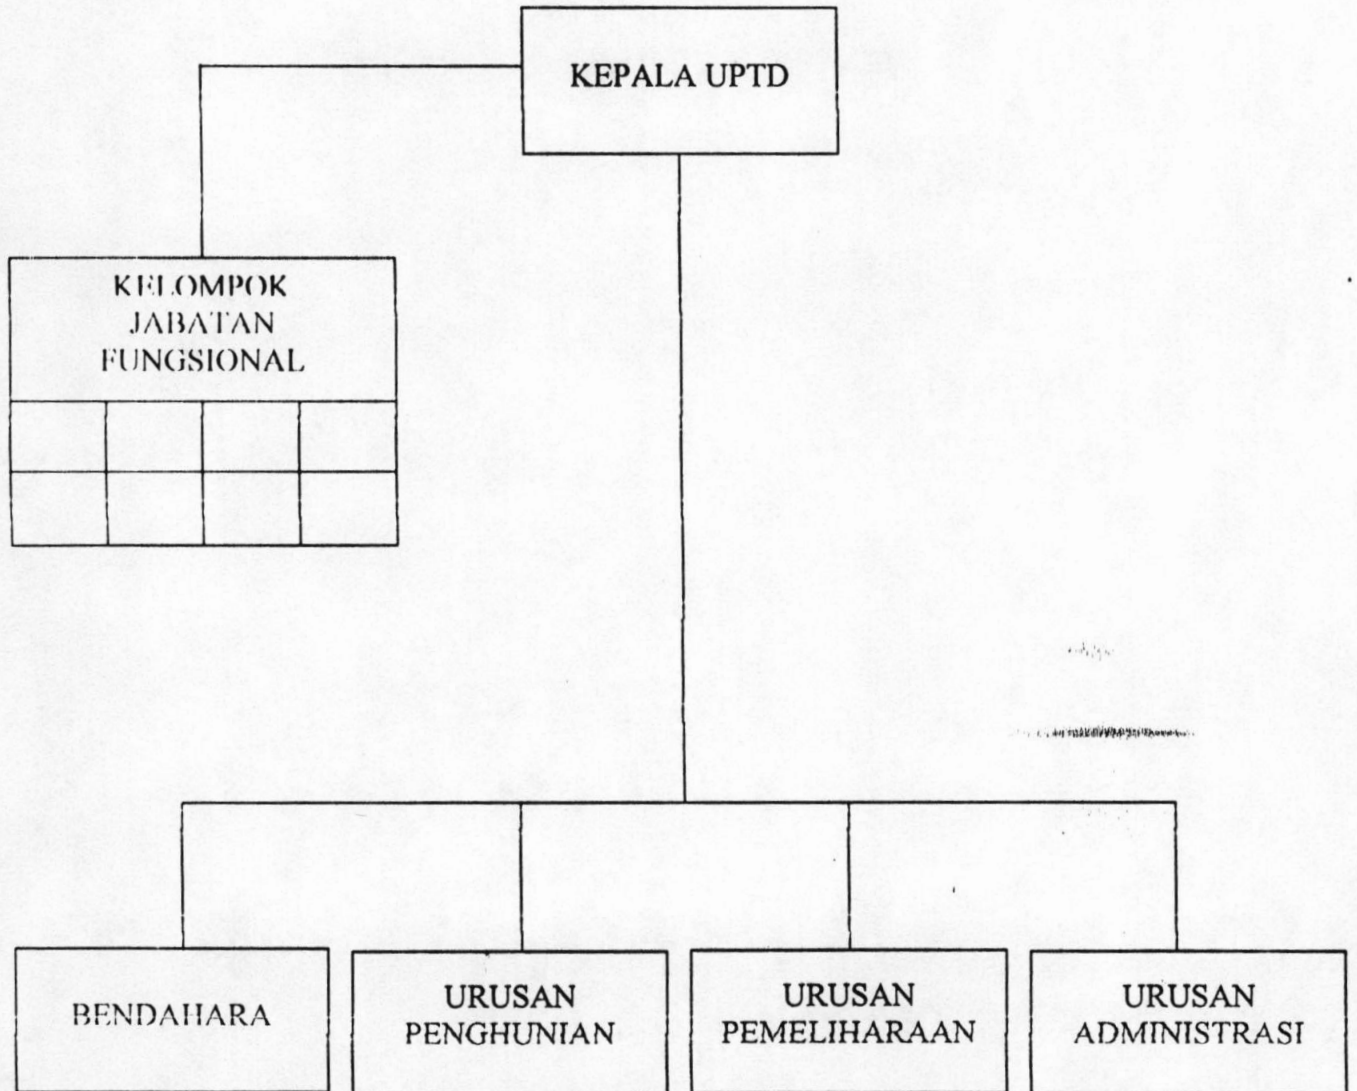 KEPALA UPTD
KELOMPOK
JABATAN
FUNGSIONAL
BENDAHARA
URUSAN
PENGHUNIAN
URUSAN
PEMELIHARAAN
URUSAN
ADMINISTRASI